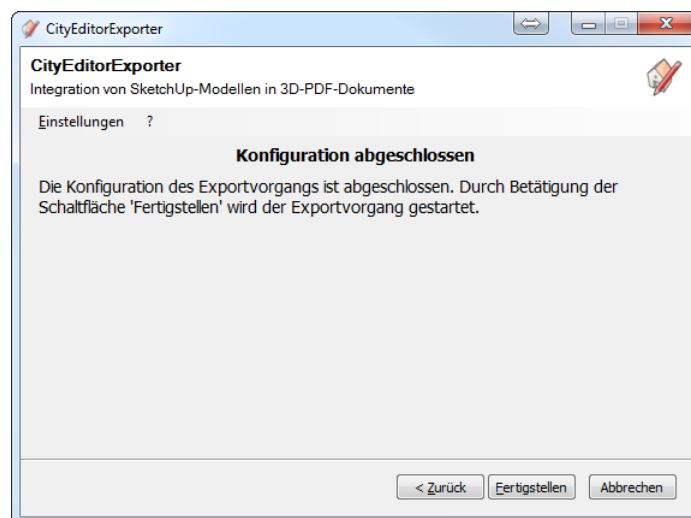 CityEditorExporter
CityEditorExporter
Integration von SketchUp-Modellen in 3D-PDF-Dokumente
Einstellungen ?
Konfiguration abgeschlossen
Die Konfiguration des Exportvorgangs ist abgeschlossen. Durch Betätigung der
Schaltfläche 'Fertigstellen' wird der Exportvorgang gestartet.
< Zurück Fertigstellen Abbrechen